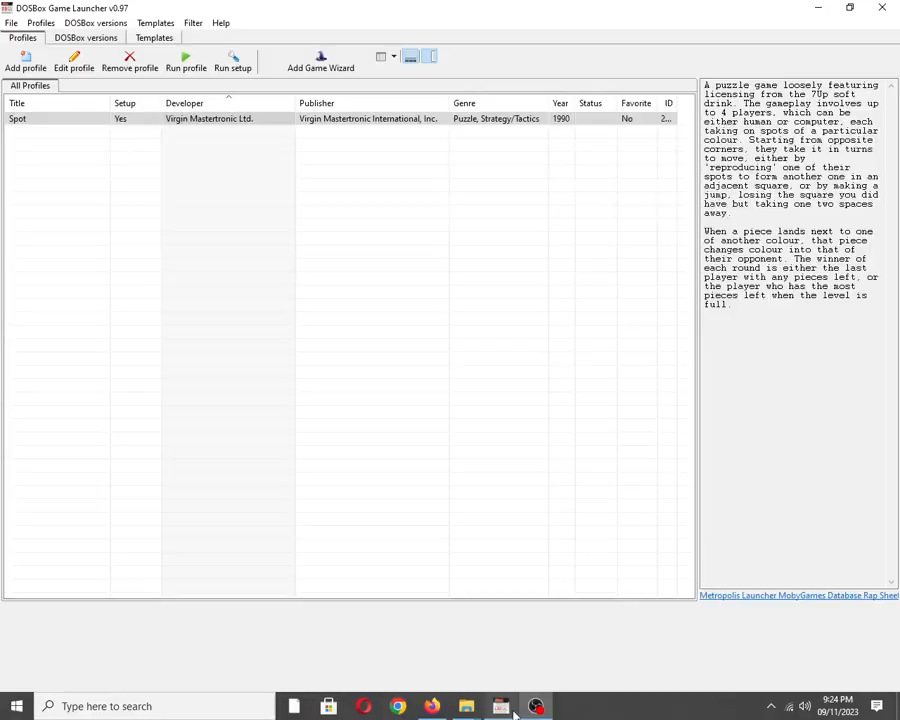 DOSBox Game Launcher v0.97
File Profiles DOSBox versions Templates Filter Help
Profiles DOSBox versions Templates
Add profile Edit profile Remove profile Run profile Run setup Add Game Wizard
All Profiles
Title Setup Developer Publisher Genre Year Status Favorite ID
Spot Yes Virgin Mastertronic Ltd. Virgin Mastertronic International, Inc. Puzzle, Strategy/Tactics 1990 No 2...
A puzzle game loosely featuring
licensing from the 7Up soft
drink. The gameplay involves up
to 4 players, which can be
either human or computer, each
taking on spots of a particular
colour. Starting from opposite
corners, they take it in turns
to move, either by
'reproducing' one of their
spots to form another one in an
adjacent square, or by making a
jump, losing the square you did
have but taking one two spaces
away.
When a piece lands next to one
of another colour, that piece
changes colour into that of
their opponent. The winner of
each round is either the last
player with any pieces left, or
the player who has the most
pieces left when the level is
full.
Metropolis Launcher MobyGames Database Rap Sheet
Type here to search
9:24 PM
09/11/2023